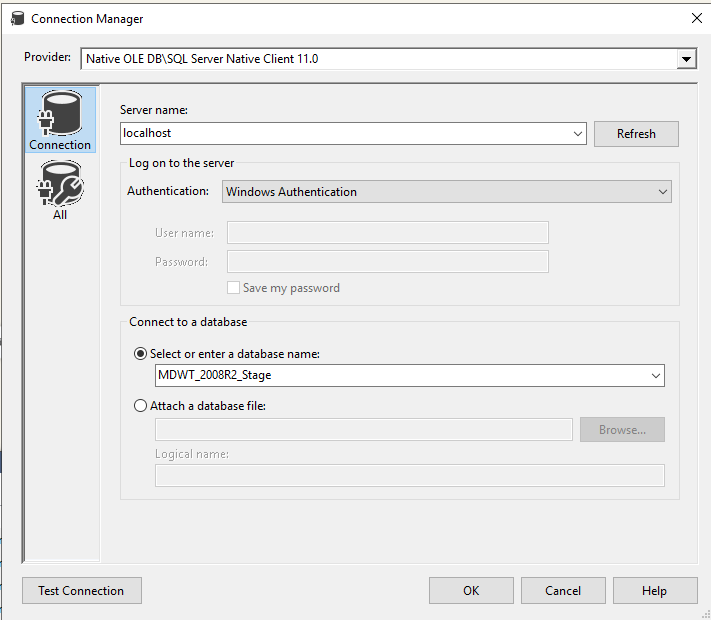 Connection Manager
Provider: Native OLE DB\SQL Server Native Client 11.0
Connection
All
Server name:
localhost
Refresh
Log on to the server
Authentication: Windows Authentication
User name:
Password:
Save my password
Connect to a database
Select or enter a database name:
MDWT_2008R2_Stage
Attach a database file:
Browse...
Logical name:
Test Connection OK Cancel Help